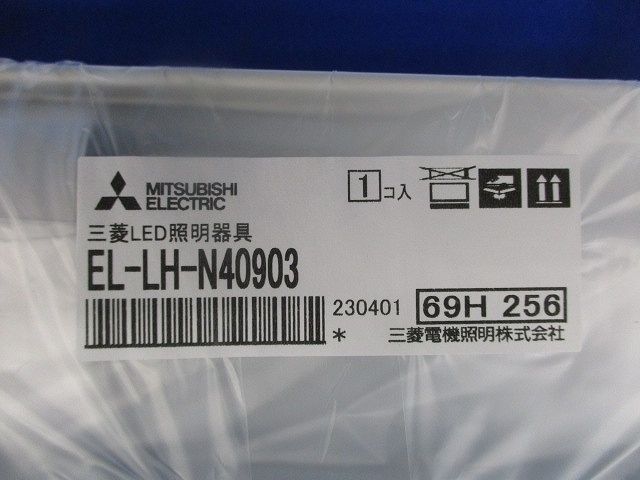 MITSUBISHI
ELECTRIC
1コ入
三菱LED照明器具
EL-LH-N40903
230401
69H 256
*
三菱電機照明株式会社